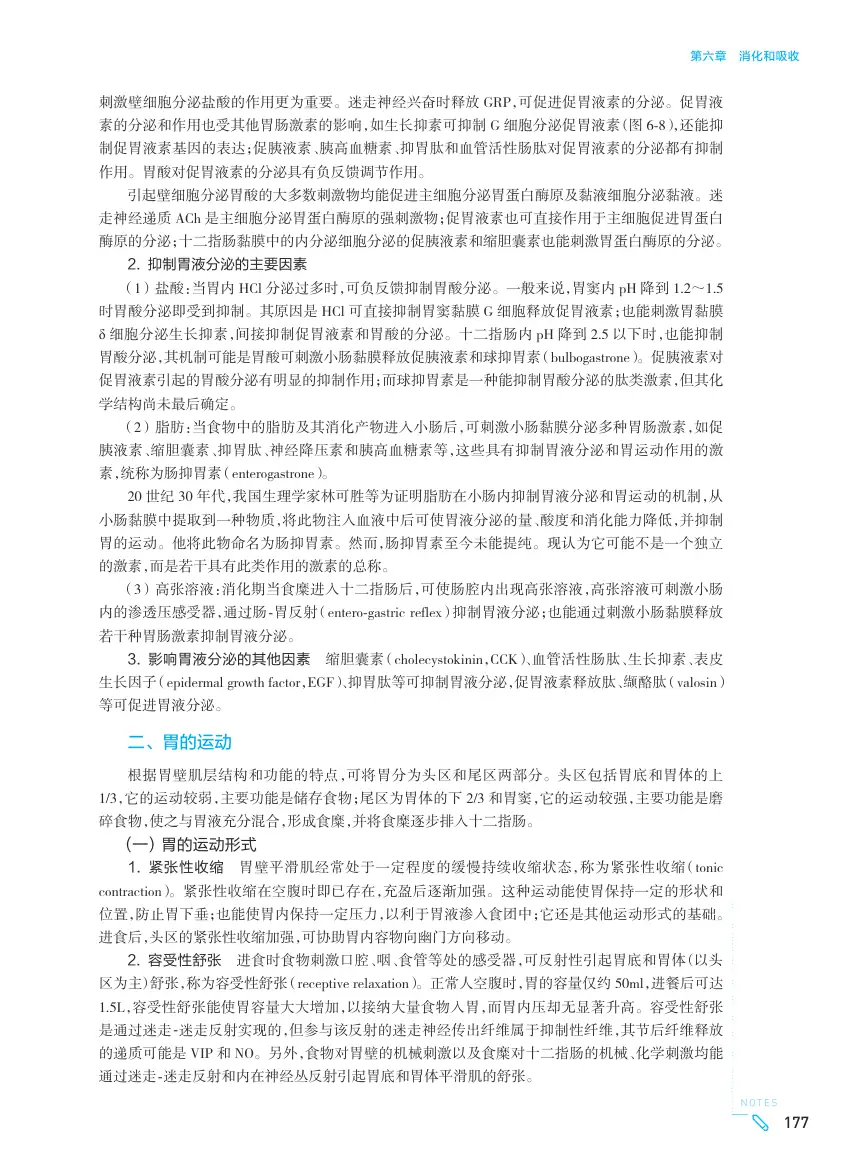 第六章　消化和吸收
刺激壁细胞分泌盐酸的作用更为重要。迷走神经兴奋时释放 GRP,可促进促胃液素的分泌。促胃液
素的分泌和作用也受其他胃肠激素的影响,如生长抑素可抑制 G 细胞分泌促胃液素(图 6-8),还能抑
制促胃液素基因的表达;促胰液素、胰高血糖素、抑胃肽和血管活性肠肽对促胃液素的分泌都有抑制
作用。胃酸对促胃液素的分泌具有负反馈调节作用。
引起壁细胞分泌胃酸的大多数刺激物均能促进主细胞分泌胃蛋白酶原及黏液细胞分泌黏液。迷
走神经递质 ACh 是主细胞分泌胃蛋白酶原的强刺激物;促胃液素也可直接作用于主细胞促进胃蛋白
酶原的分泌;十二指肠黏膜中的内分泌细胞分泌的促胰液素和缩胆囊素也能刺激胃蛋白酶原的分泌。
2. 抑制胃液分泌的主要因素
(1)盐酸:当胃内 HCl 分泌过多时,可负反馈抑制胃酸分泌。一般来说,胃窦内 pH 降到 1.2～1.5
时胃酸分泌即受到抑制。其原因是 HCl 可直接抑制胃窦黏膜 G 细胞释放促胃液素;也能刺激胃黏膜
δ 细胞分泌生长抑素,间接抑制促胃液素和胃酸的分泌。十二指肠内 pH 降到 2.5 以下时,也能抑制
胃酸分泌,其机制可能是胃酸可刺激小肠黏膜释放促胰液素和球抑胃素(bulbogastrone)。促胰液素对
促胃液素引起的胃酸分泌有明显的抑制作用;而球抑胃素是一种能抑制胃酸分泌的肽类激素,但其化
学结构尚未最后确定。
(2)脂肪:当食物中的脂肪及其消化产物进入小肠后,可刺激小肠黏膜分泌多种胃肠激素,如促
胰液素、缩胆囊素、抑胃肽、神经降压素和胰高血糖素等,这些具有抑制胃液分泌和胃运动作用的激
素,统称为肠抑胃素(enterogastrone)。
20 世纪 30 年代,我国生理学家林可胜等为证明脂肪在小肠内抑制胃液分泌和胃运动的机制,从
小肠黏膜中提取到一种物质,将此物注入血液中后可使胃液分泌的量、酸度和消化能力降低,并抑制
胃的运动。他将此物命名为肠抑胃素。然而,肠抑胃素至今未能提纯。现认为它可能不是一个独立
的激素,而是若干具有此类作用的激素的总称。
(3)高张溶液:消化期当食糜进入十二指肠后,可使肠腔内出现高张溶液,高张溶液可刺激小肠
内的渗透压感受器,通过肠-胃反射(entero-gastric reflex)抑制胃液分泌;也能通过刺激小肠黏膜释放
若干种胃肠激素抑制胃液分泌。
3. 影响胃液分泌的其他因素　缩胆囊素(cholecystokinin,CCK)、血管活性肠肽、生长抑素、表皮
生长因子(epidermal growth factor,EGF)、抑胃肽等可抑制胃液分泌,促胃液素释放肽、缬酪肽(valosin)
等可促进胃液分泌。
二、胃的运动
根据胃壁肌层结构和功能的特点,可将胃分为头区和尾区两部分。头区包括胃底和胃体的上
1/3,它的运动较弱,主要功能是储存食物;尾区为胃体的下 2/3 和胃窦,它的运动较强,主要功能是磨
碎食物,使之与胃液充分混合,形成食糜,并将食糜逐步排入十二指肠。
(一)胃的运动形式
1. 紧张性收缩　胃壁平滑肌经常处于一定程度的缓慢持续收缩状态,称为紧张性收缩(tonic
contraction)。紧张性收缩在空腹时即已存在,充盈后逐渐加强。这种运动能使胃保持一定的形状和
位置,防止胃下垂;也能使胃内保持一定压力,以利于胃液渗入食团中;它还是其他运动形式的基础。
进食后,头区的紧张性收缩加强,可协助胃内容物向幽门方向移动。
2. 容受性舒张　进食时食物刺激口腔、咽、食管等处的感受器,可反射性引起胃底和胃体(以头
区为主)舒张,称为容受性舒张(receptive relaxation)。正常人空腹时,胃的容量仅约 50ml,进餐后可达
1.5L,容受性舒张能使胃容量大大增加,以接纳大量食物入胃,而胃内压却无显著升高。容受性舒张
是通过迷走-迷走反射实现的,但参与该反射的迷走神经传出纤维属于抑制性纤维,其节后纤维释放
的递质可能是 VIP 和 NO。另外,食物对胃壁的机械刺激以及食糜对十二指肠的机械、化学刺激均能
通过迷走-迷走反射和内在神经丛反射引起胃底和胃体平滑肌的舒张。
NOTES
177